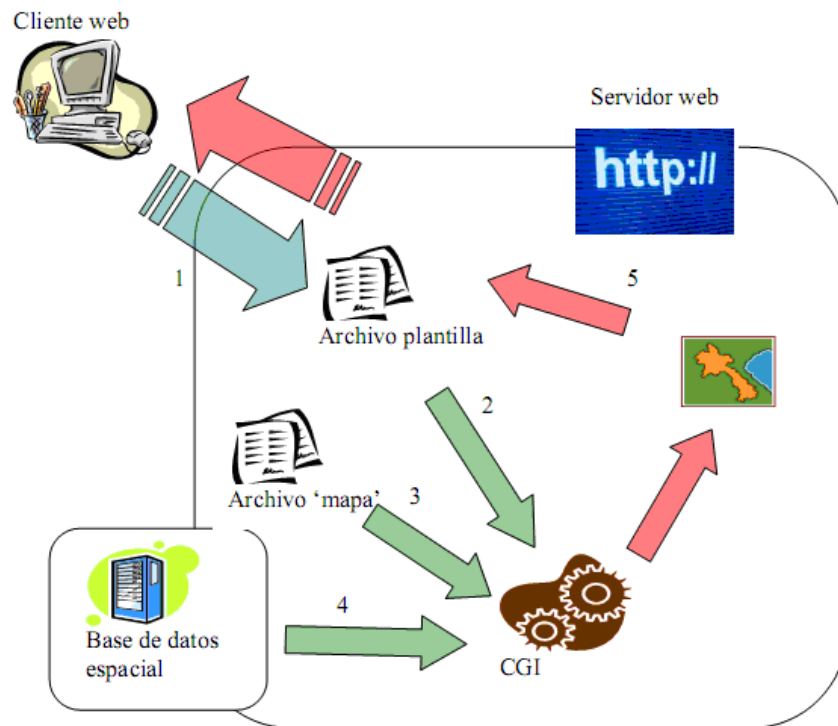 Cliente web
Servidor web
http://
1
5
Archivo plantilla
2
Archivo ‘mapa’
3
4
Base de datos
espacial
CGI